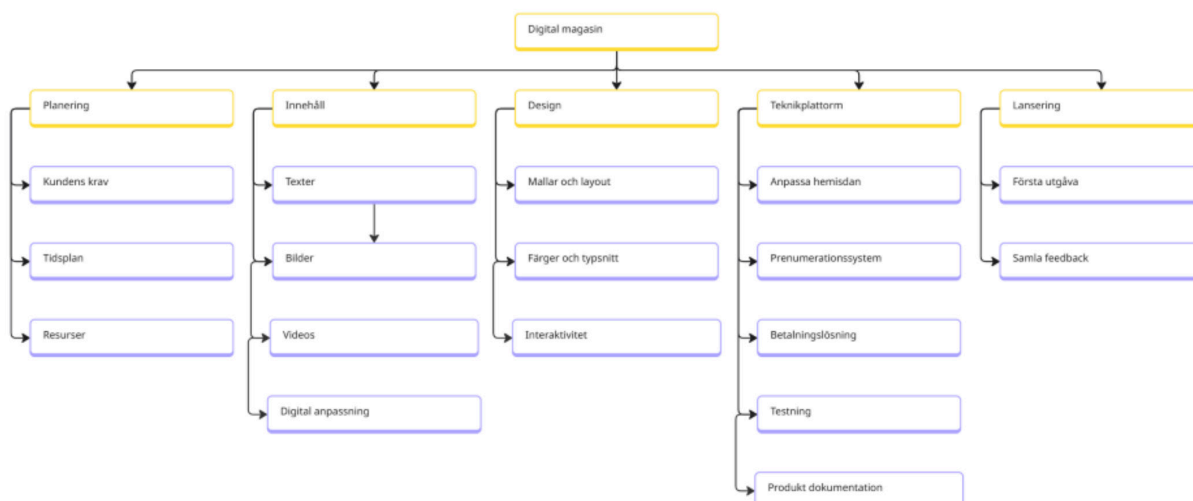 Digital magasin
Planering
Innehåll
Design
Teknikplattorm
Lansering
Kundens krav
Texter
Mallar och layout
Anpassa hemisdan
Första utgåva
Tidsplan
Bilder
Färger och typsnitt
Prenumerationssystem
Samla feedback
Resurser
Videos
Interaktivitet
Betalningslösning
Digital anpassning
Testning
Produkt dokumentation